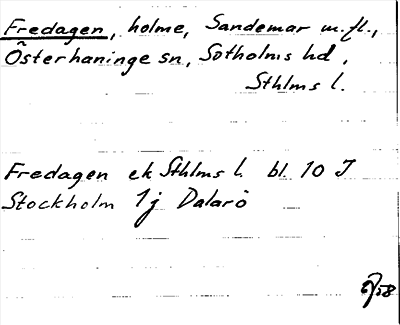 Fredagen, holme, Sandemar m.fl.,
Österhaninge sn, Sotholms hd,
Sthlms l.
Fredagen ek Sthlms l. bl. 10 J
Stockholm 1j Dalarö